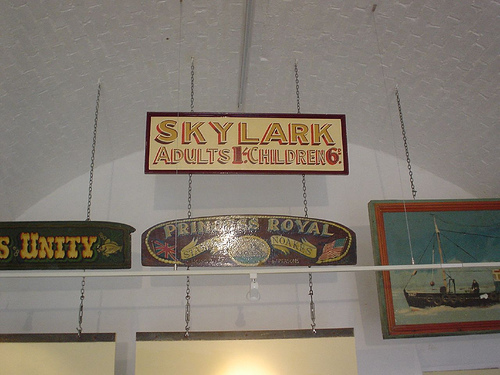 SKYLARK
ADULTS 1/- CHILDREN 6D
S UNITY
PRINCESS ROYAL